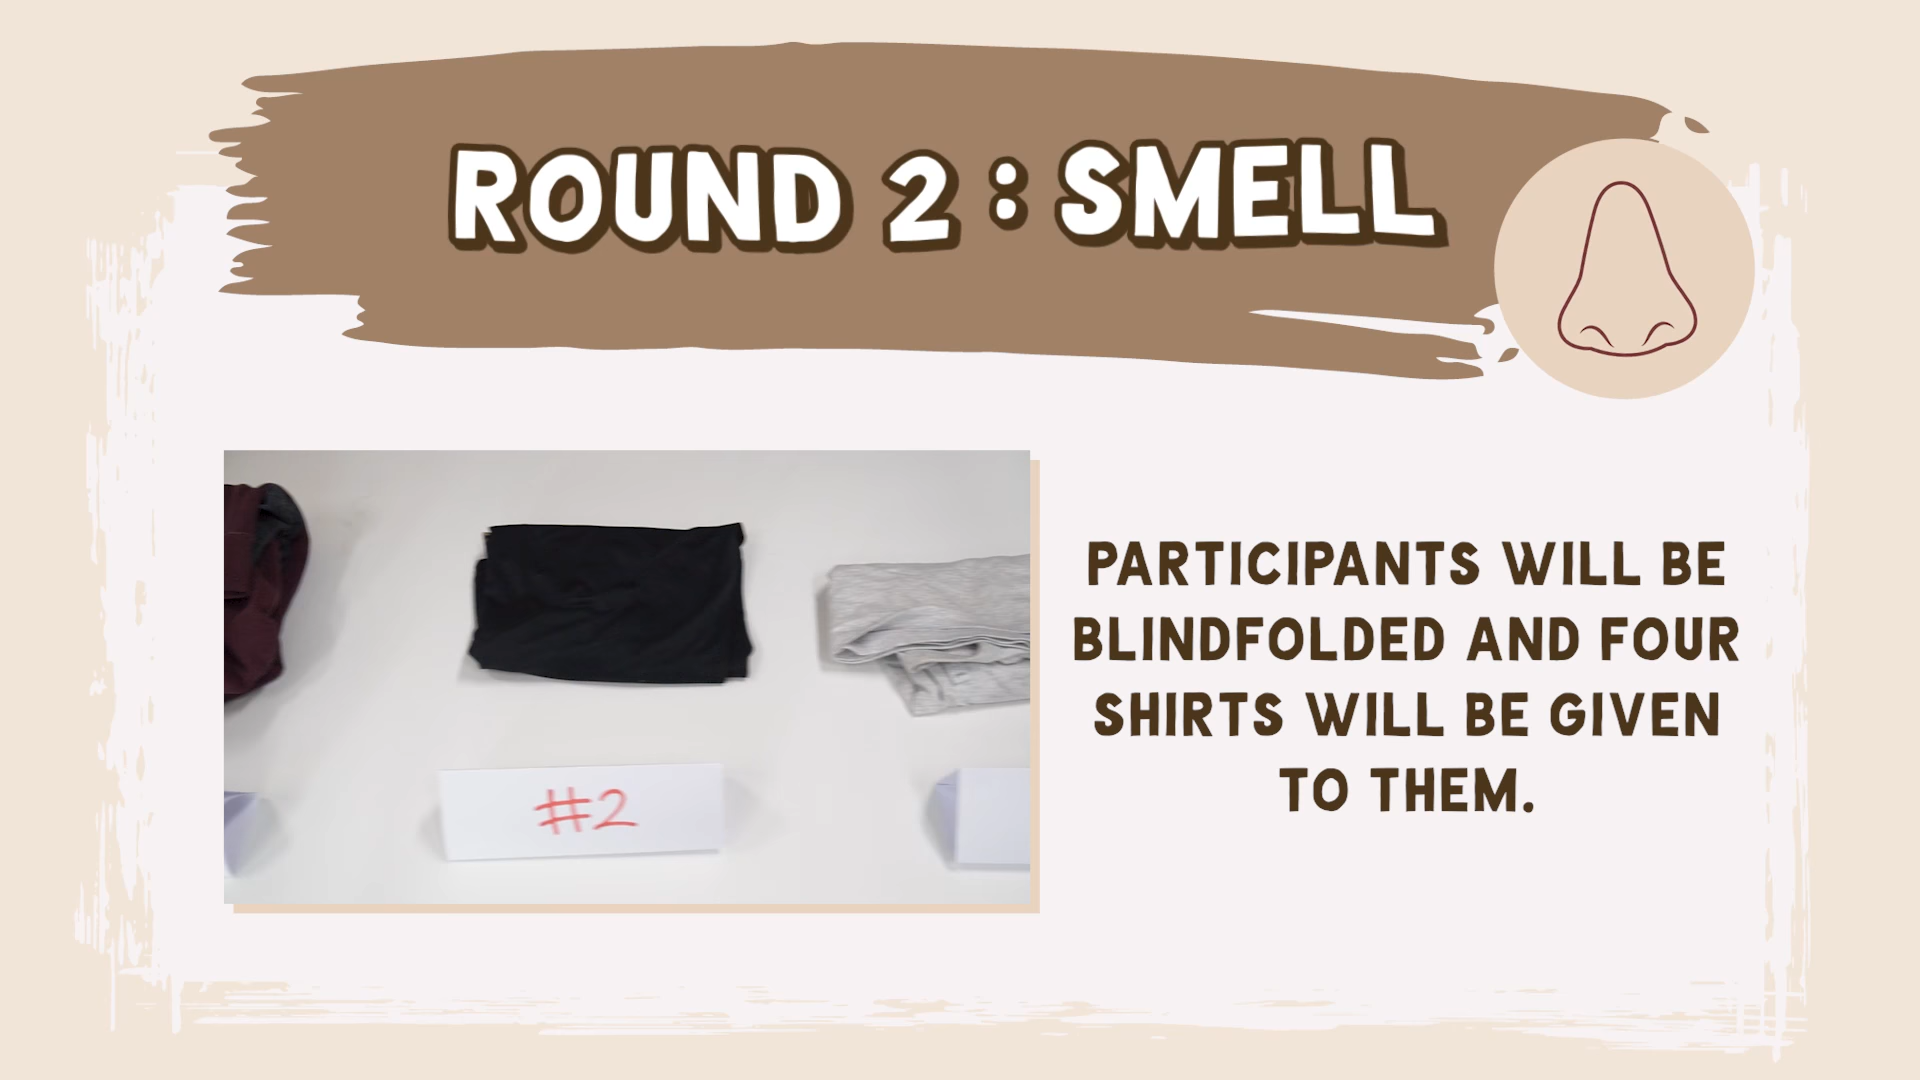 ROUND 2 : SMELL
PARTICIPANTS WILL BE
BLINDFOLDED AND FOUR
SHIRTS WILL BE GIVEN
TO THEM.
#2